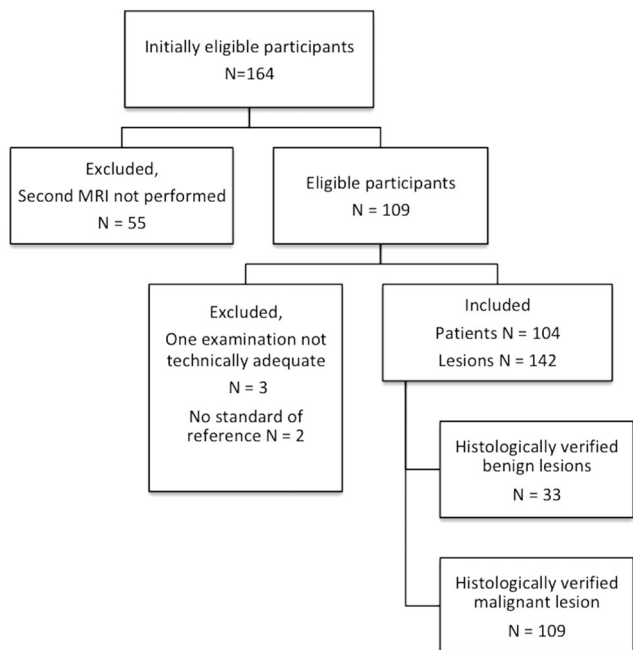 Initially eligible participants
N=164
Excluded,
Second MRI not performed
N = 55
Eligible participants
N = 109
Excluded,
One examination not
technically adequate
N = 3
No standard of
reference N = 2
Included
Patients N = 104
Lesions N = 142
Histologically verified
benign lesions
N = 33
Histologically verified
malignant lesion
N = 109